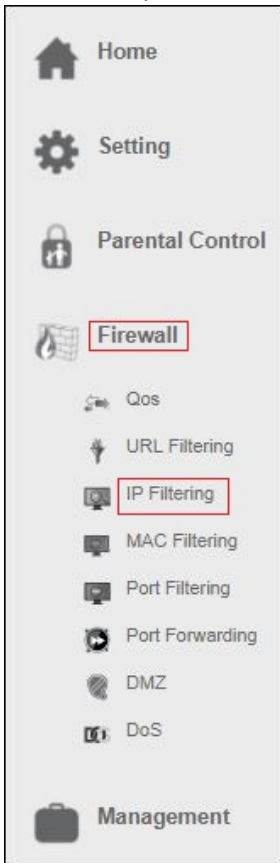 Home
Setting
Parental Control
Firewall
Qos
URL Filtering
IP Filtering
MAC Filtering
Port Filtering
Port Forwarding
DMZ
DoS
Management